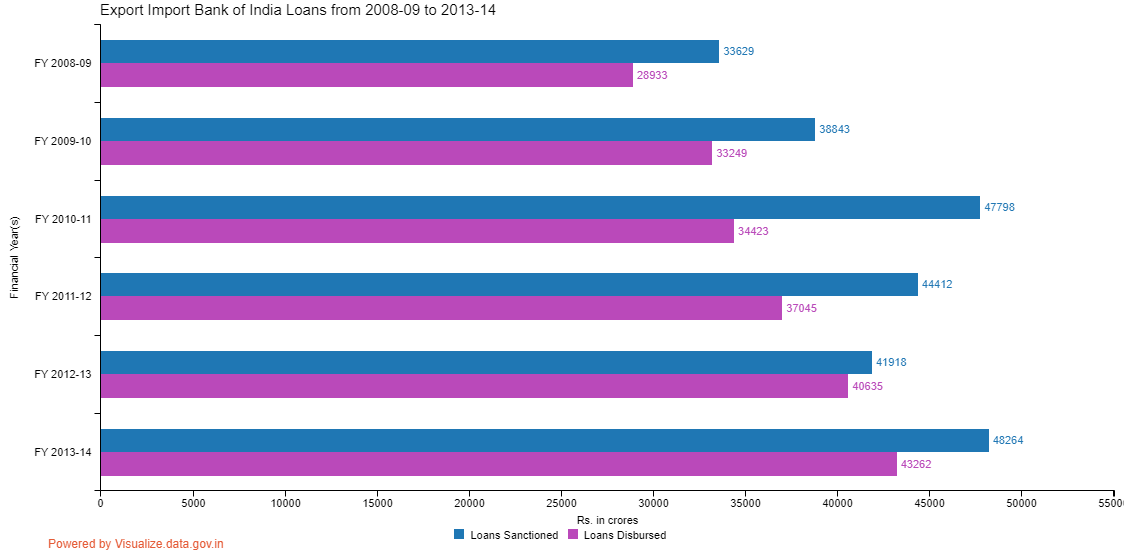 Export Import Bank of India Loans from 2008-09 to 2013-14
Financial Year(s)
FY 2008-09
33629
28933
FY 2009-10
38843
33249
FY 2010-11
47798
34423
FY 2011-12
44412
37045
FY 2012-13
41918
40635
FY 2013-14
48264
43262
0 5000 10000 15000 20000 25000 30000 35000 40000 45000 50000 55000
Rs. in crores
Loans Sanctioned Loans Disbursed
Powered by Visualize.data.gov.in